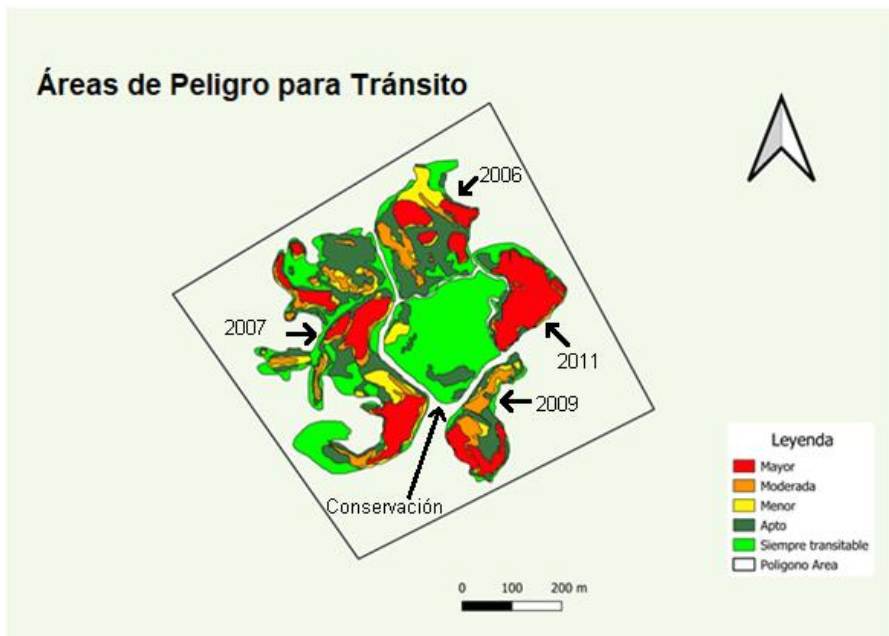 Áreas de Peligro para Tránsito
2006
2007
2011
2009
Conservación
Leyenda
Mayor
Moderada
Menor
Apto
Siempre transitable
Poligono Area
0 100 200 m